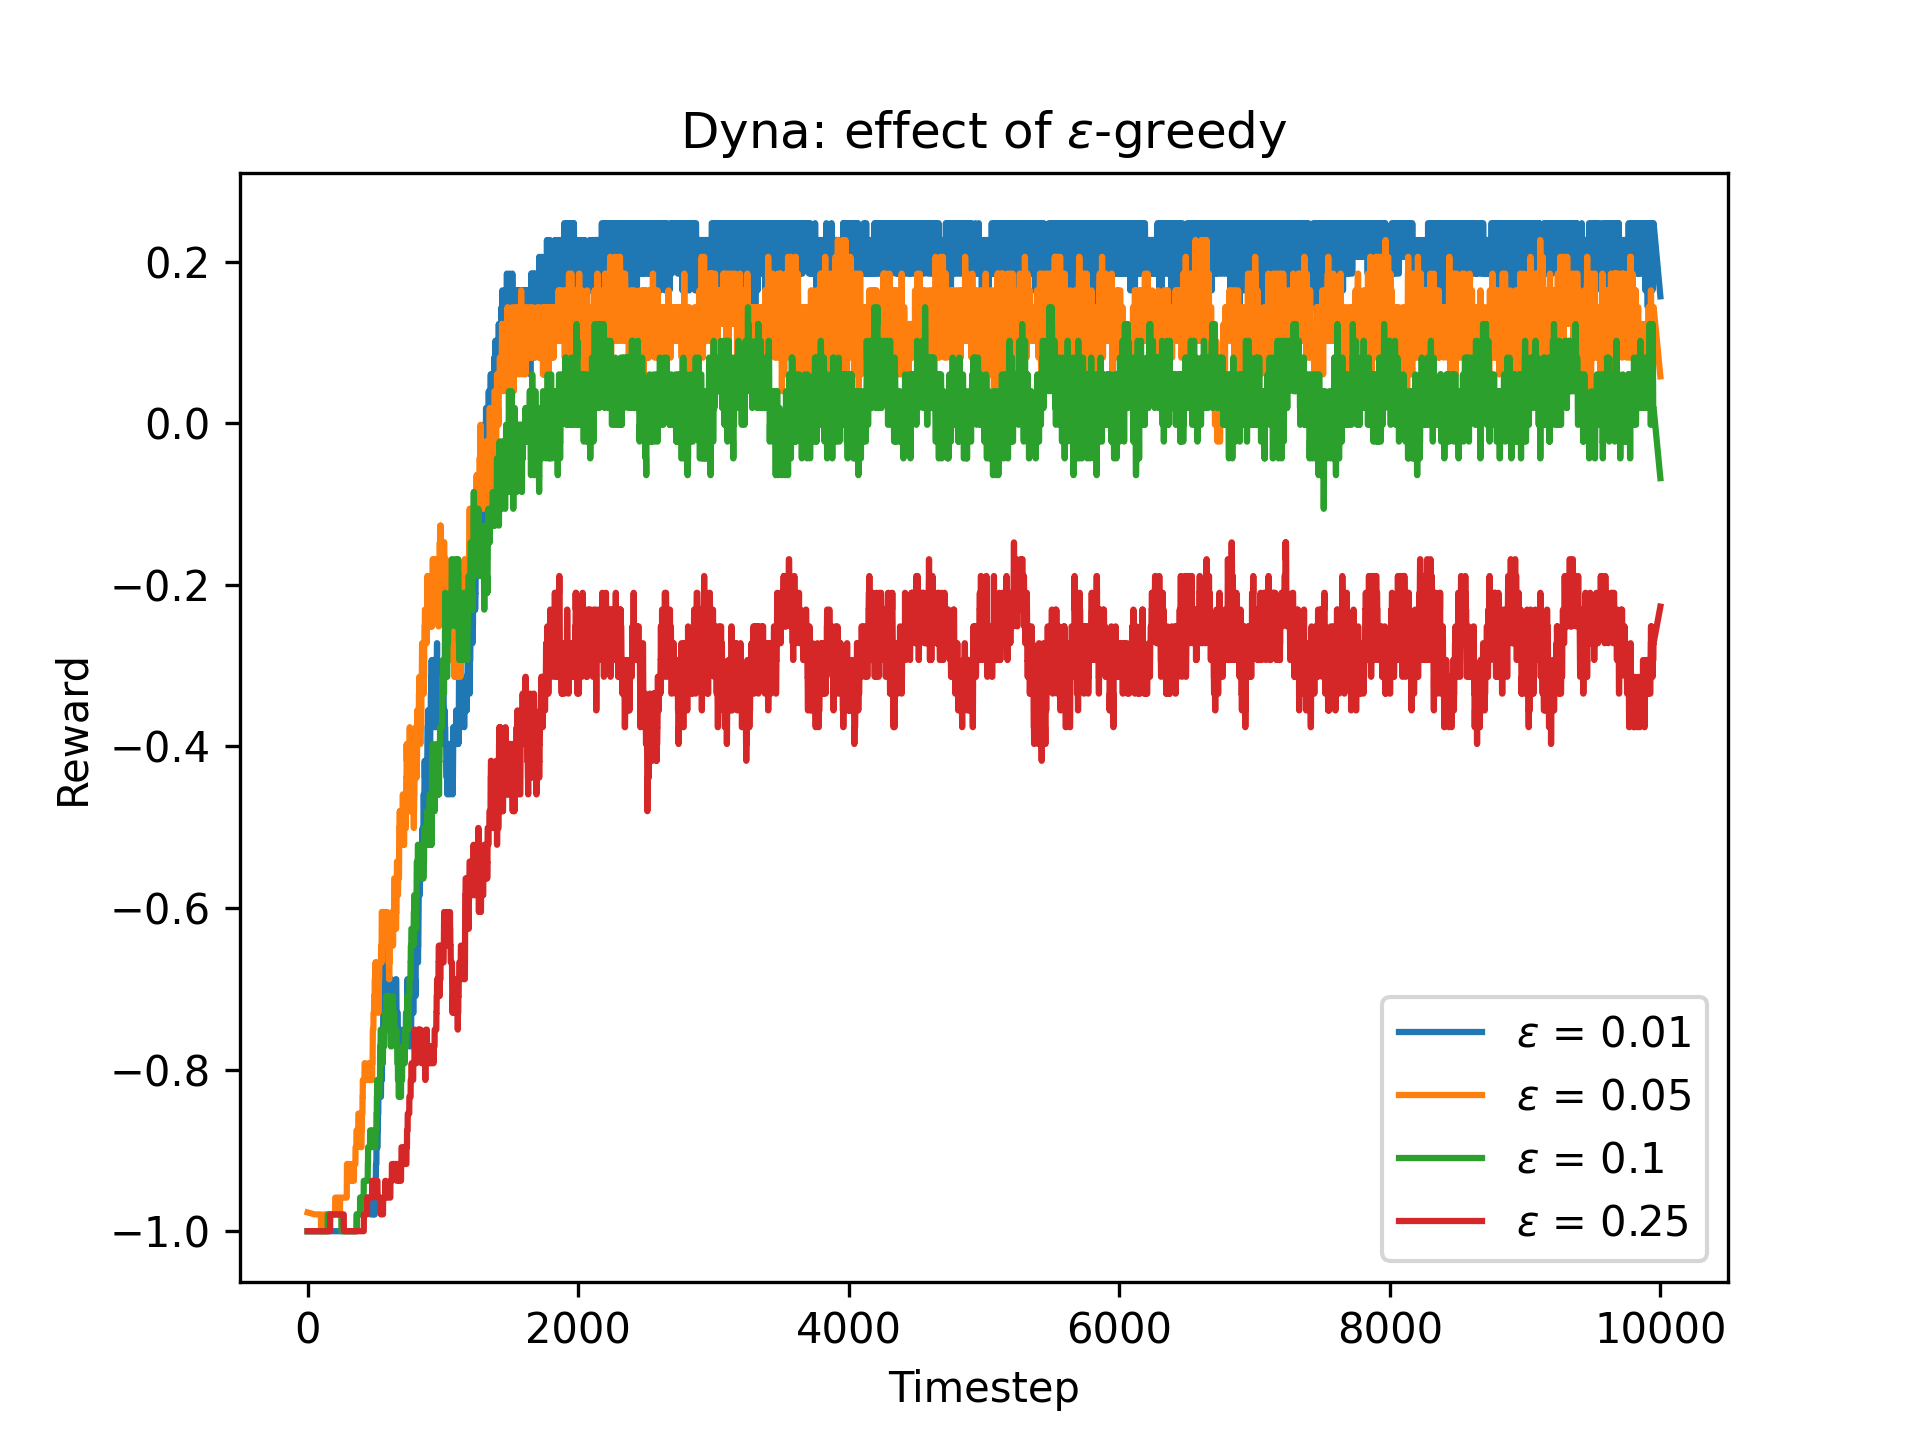 Dyna: effect of ε-greedy
Reward
0.2
0.0
−0.2
−0.4
−0.6
−0.8
−1.0
0 2000 4000 6000 8000 10000
Timestep
ε = 0.01
ε = 0.05
ε = 0.1
ε = 0.25